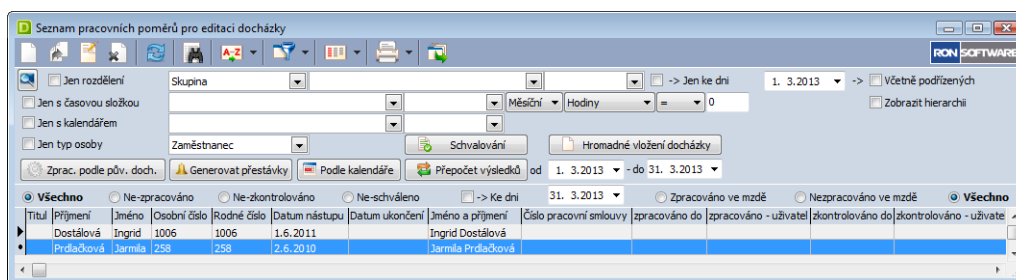 Seznam pracovních poměrů pro editaci docházky
A-Z RON SOFTWARE
Jen rozdělení Skupina -> Jen ke dni 1. 3.2013 -> Včetně podřízených
Jen s časovou složkou Měsíční Hodiny = 0 Zobrazit hierarchii
Jen s kalendářem
Jen typ osoby Zaměstnanec Schvalování Hromadné vložení docházky
Zprac. podle pův. doch. Generovat přestávky Podle kalendáře Přepočet výsledků od 1. 3.2013 - do 31. 3.2013
Všechno Ne-zpracováno Ne-zkontrolováno Ne-schváleno -> Ke dni 31. 3.2013 Zpracováno ve mzdě Nezpracováno ve mzdě Všechno
Titul Příjmení Jméno Osobní číslo Rodné číslo Datum nástupu Datum ukončení Jméno a příjmení Číslo pracovní smlouvy zpracováno do zpracováno - uživatel zkontrolováno do zkontrolováno - uživate
Dostálová Ingrid 1006 1006 1.6.2011 Ingrid Dostálová
Prdlačková Jarmila 258 258 2.6.2010 Jarmila Prdlačková